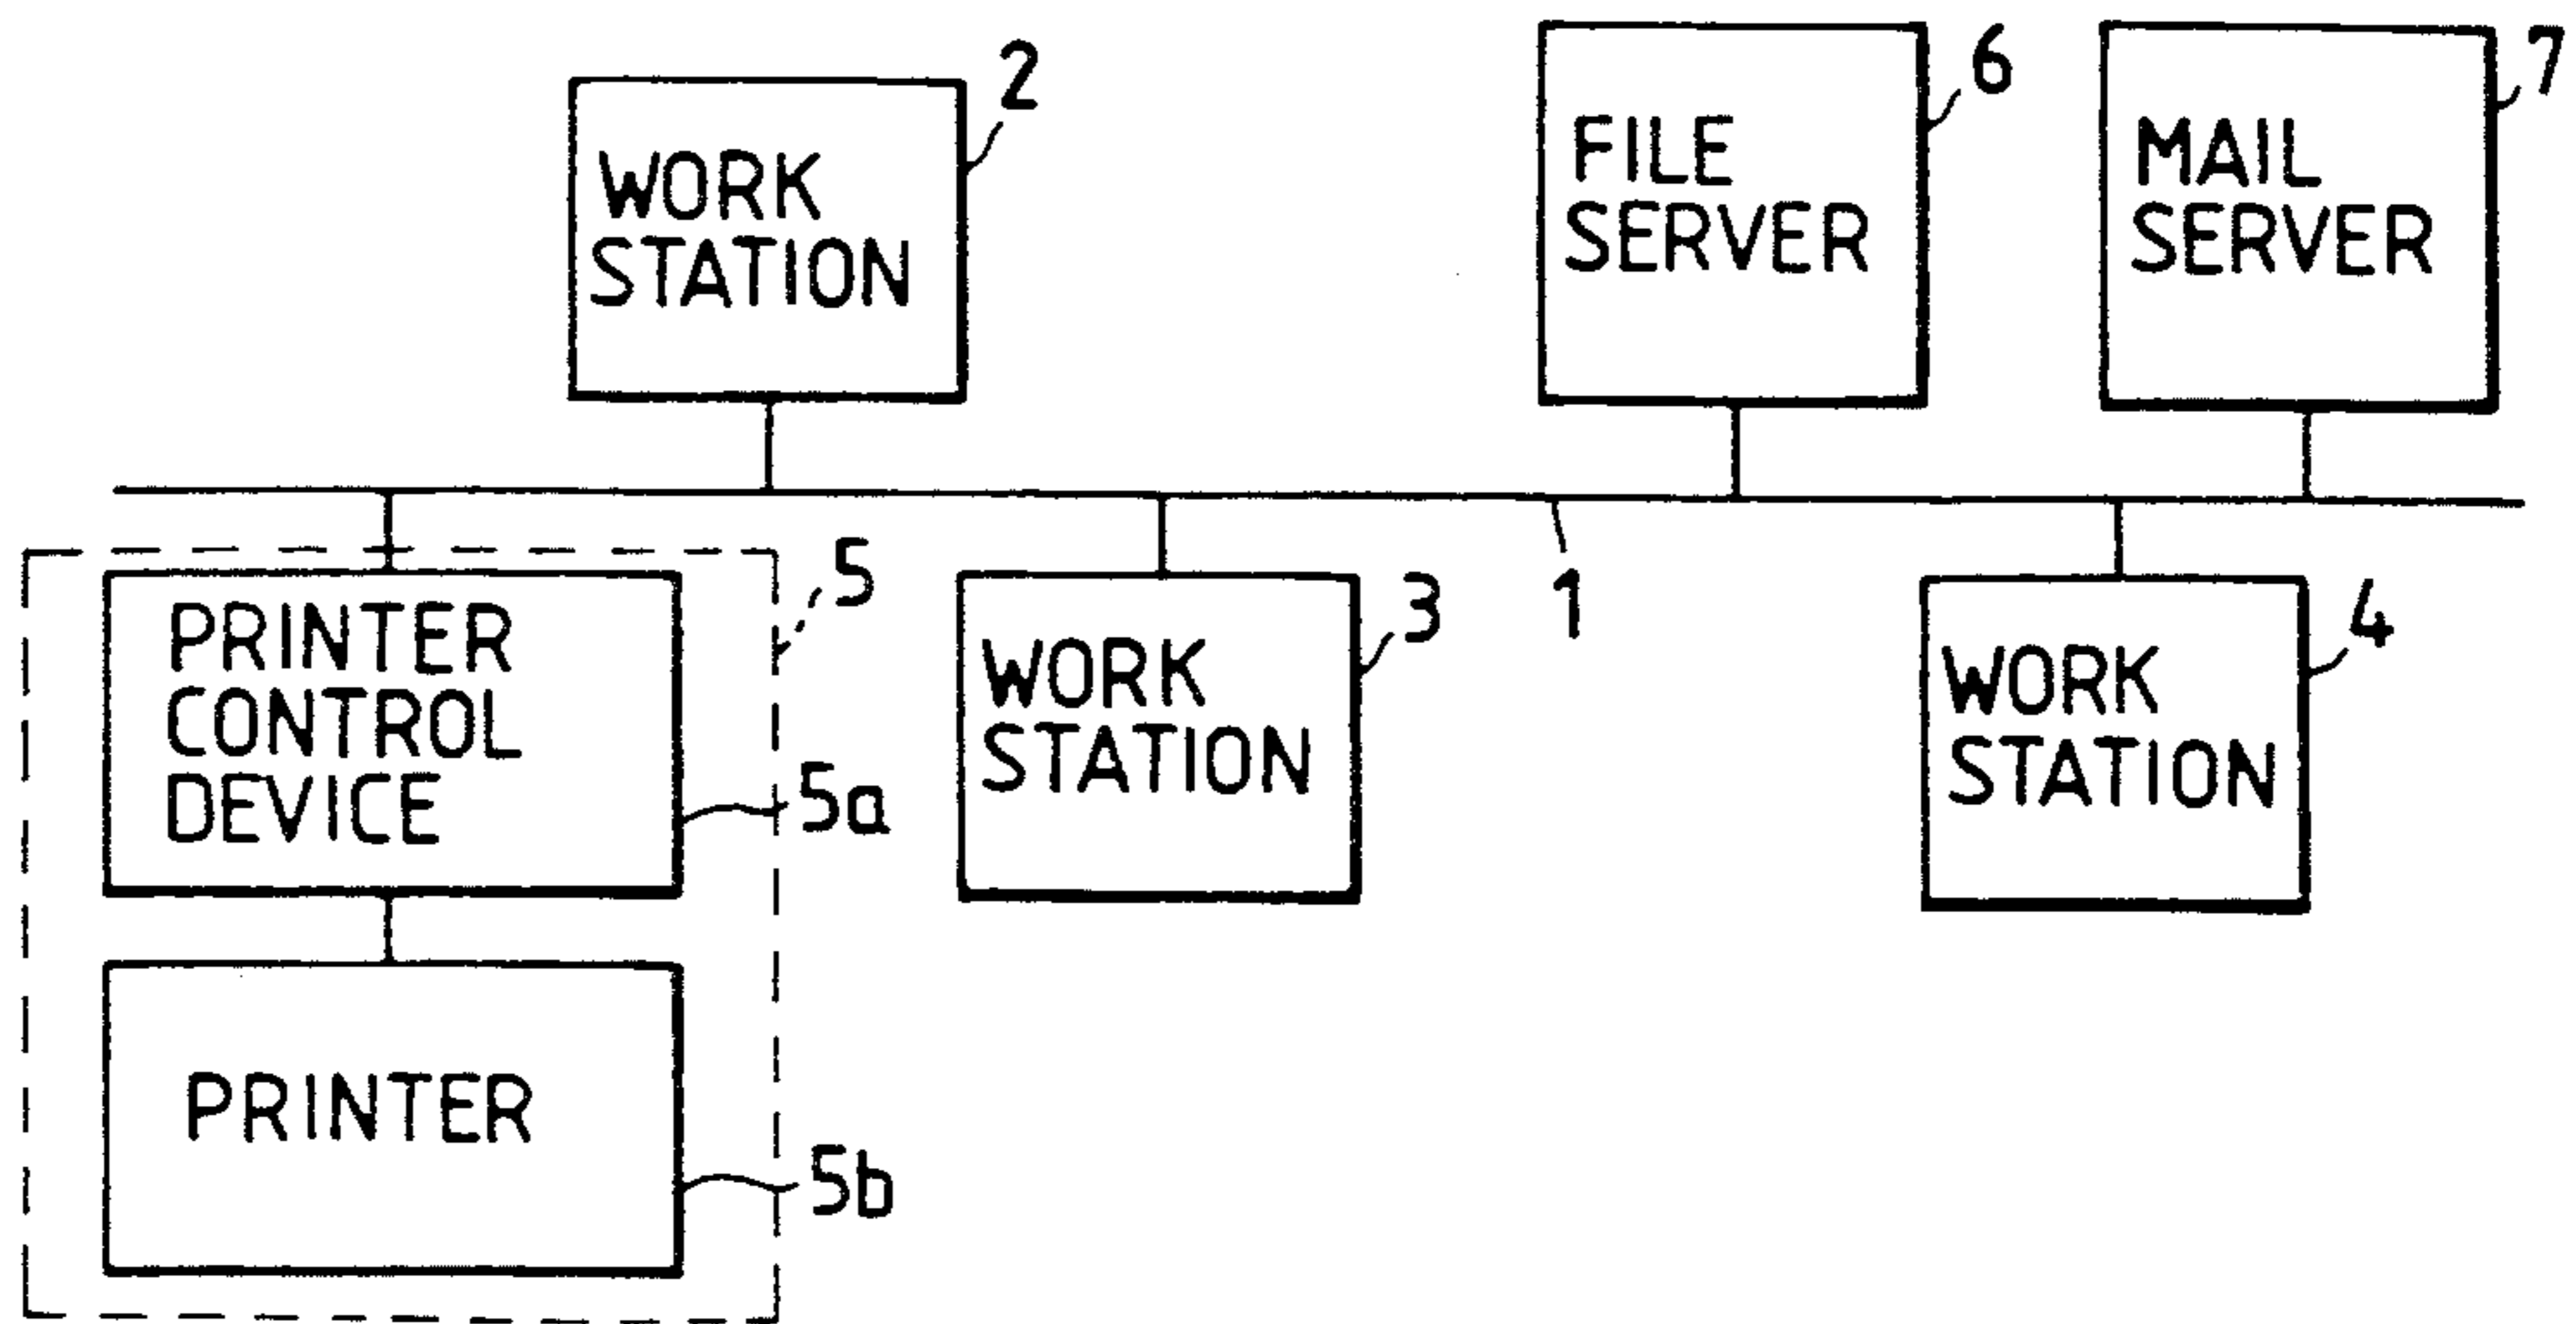 2
WORK
STATION
6
FILE
SERVER
7
MAIL
SERVER
1
5
PRINTER
CONTROL
DEVICE
5a
PRINTER
5b
3
WORK
STATION
4
WORK
STATION